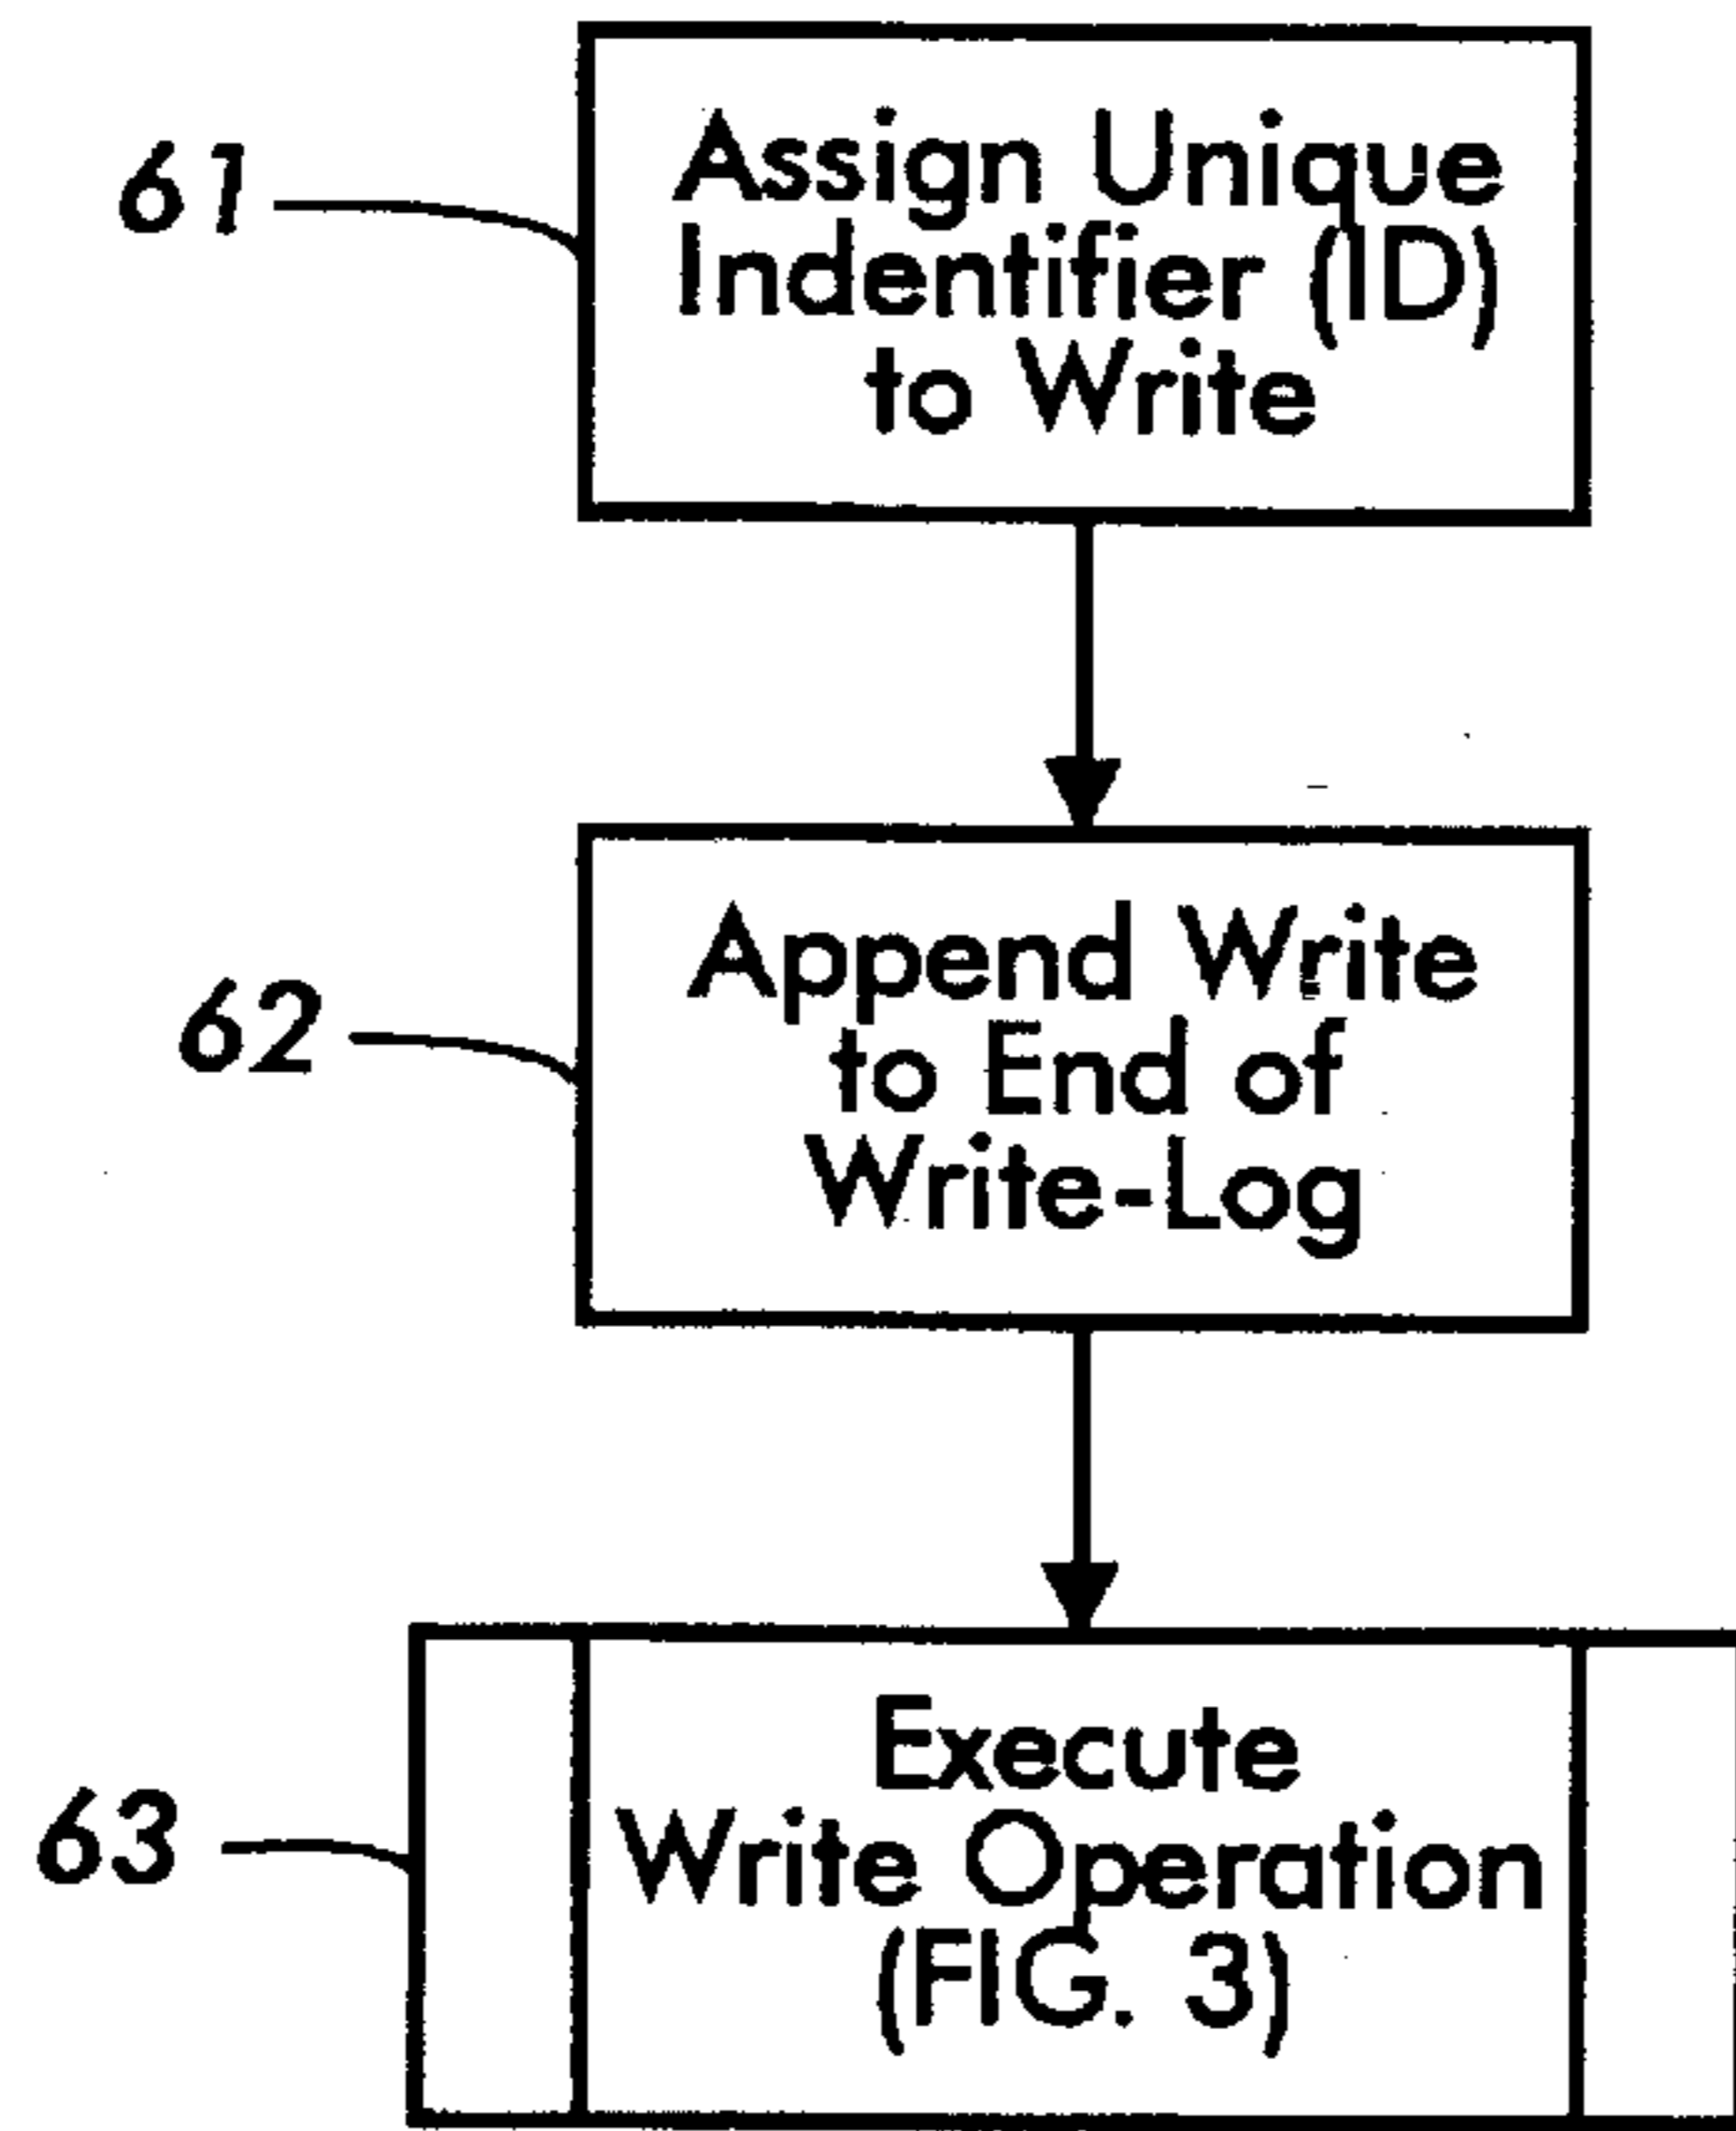 61
Assign Unique
Indentifier (ID)
to Write
62
Append Write
to End of
Write-Log
63
Execute
Write Operation
(FIG. 3)